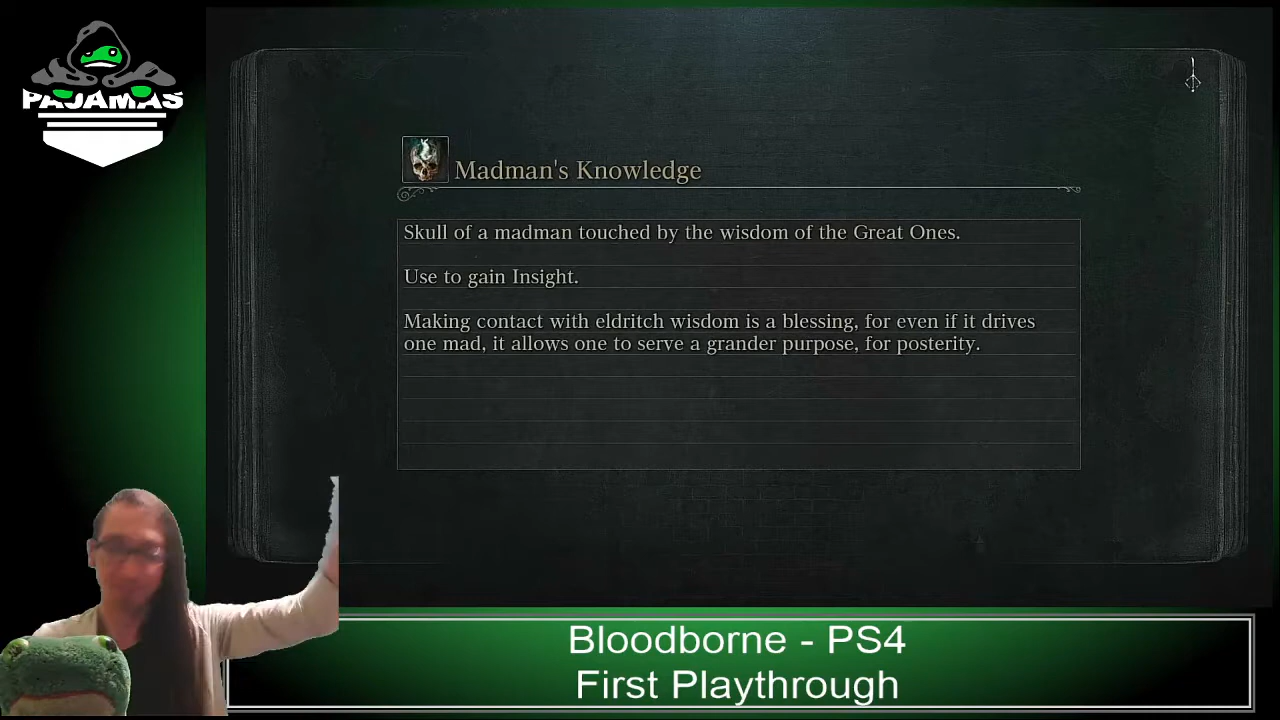 PAJAMAS
Madman's Knowledge
Skull of a madman touched by the wisdom of the Great Ones.
Use to gain Insight.
Making contact with eldritch wisdom is a blessing, for even if it drives
one mad, it allows one to serve a grander purpose, for posterity.
Bloodborne - PS4
First Playthrough